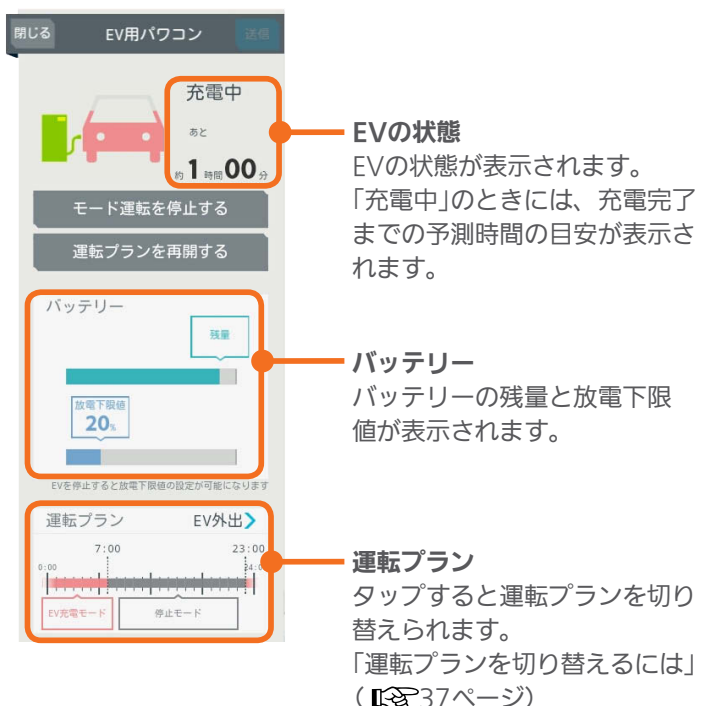 閉じる
EV用パワコン
送信
充電中
あと
約1時間00分
モード運転を停止する
運転プランを再開する
バッテリー
残量
放電下限値
20%
EVを停止すると放電下限値の設定が可能になります
運転プラン
EV外出
7:00
23:00
0:00
24:0
EV充電モード
停止モード
EVの状態
EVの状態が表示されます。
「充電中」のときには、充電完了
までの予測時間の目安が表示さ
れます。
バッテリー
バッテリーの残量と放電下限
値が表示されます。
運転プラン
タップすると運転プランを切り
替えられます。
「運転プランを切り替えるには」
(37ページ)